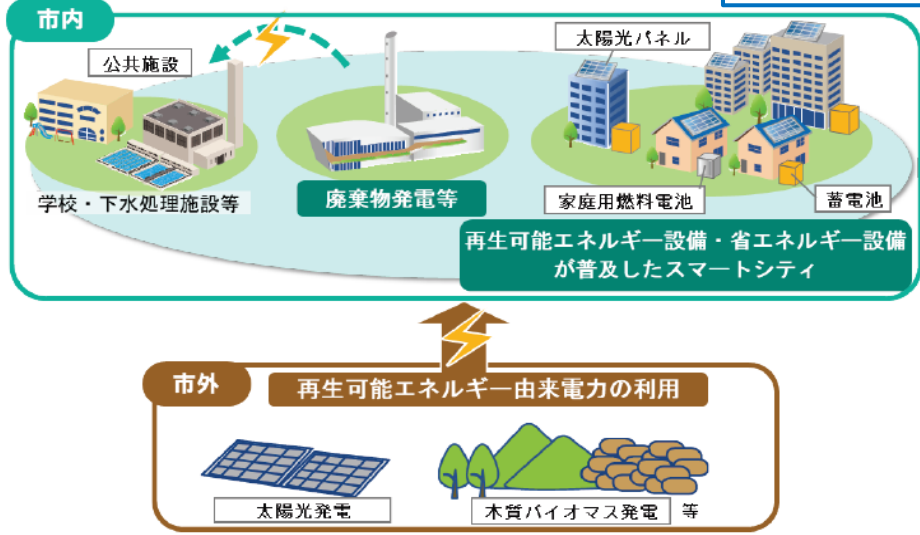 市内
公共施設
太陽光パネル
学校・下水処理施設等
廃棄物発電等
家庭用燃料電池
蓄電池
再生可能エネルギー設備・省エネルギー設備
が普及したスマートシティ
市外
再生可能エネルギー由来電力の利用
太陽光発電
木質バイオマス発電 等